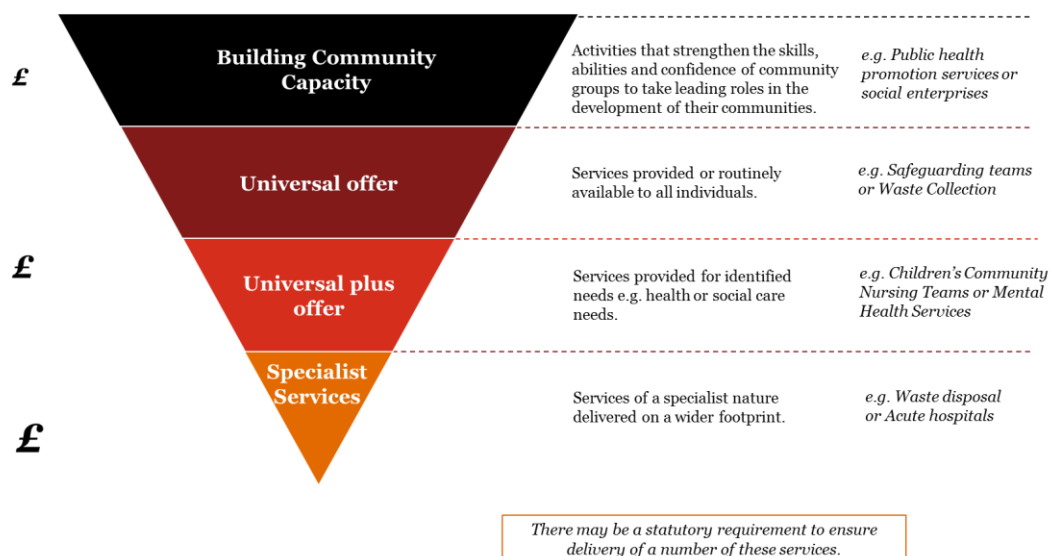 £
Building Community
Capacity
Activities that strengthen the skills,
abilities and confidence of community
groups to take leading roles in the
development of their communities.
e.g. Public health
promotion services or
social enterprises
Universal offer
Services provided or routinely
available to all individuals.
e.g. Safeguarding teams
or Waste Collection
£
Universal plus
offer
Services provided for identified
needs e.g. health or social care
needs.
e.g. Children's Community
Nursing Teams or Mental
Health Services
Specialist
Services
£
Services of a specialist nature
delivered on a wider footprint.
e.g. Waste disposal
or Acute hospitals
There may be a statutory requirement to ensure
delivery of a number of these services.